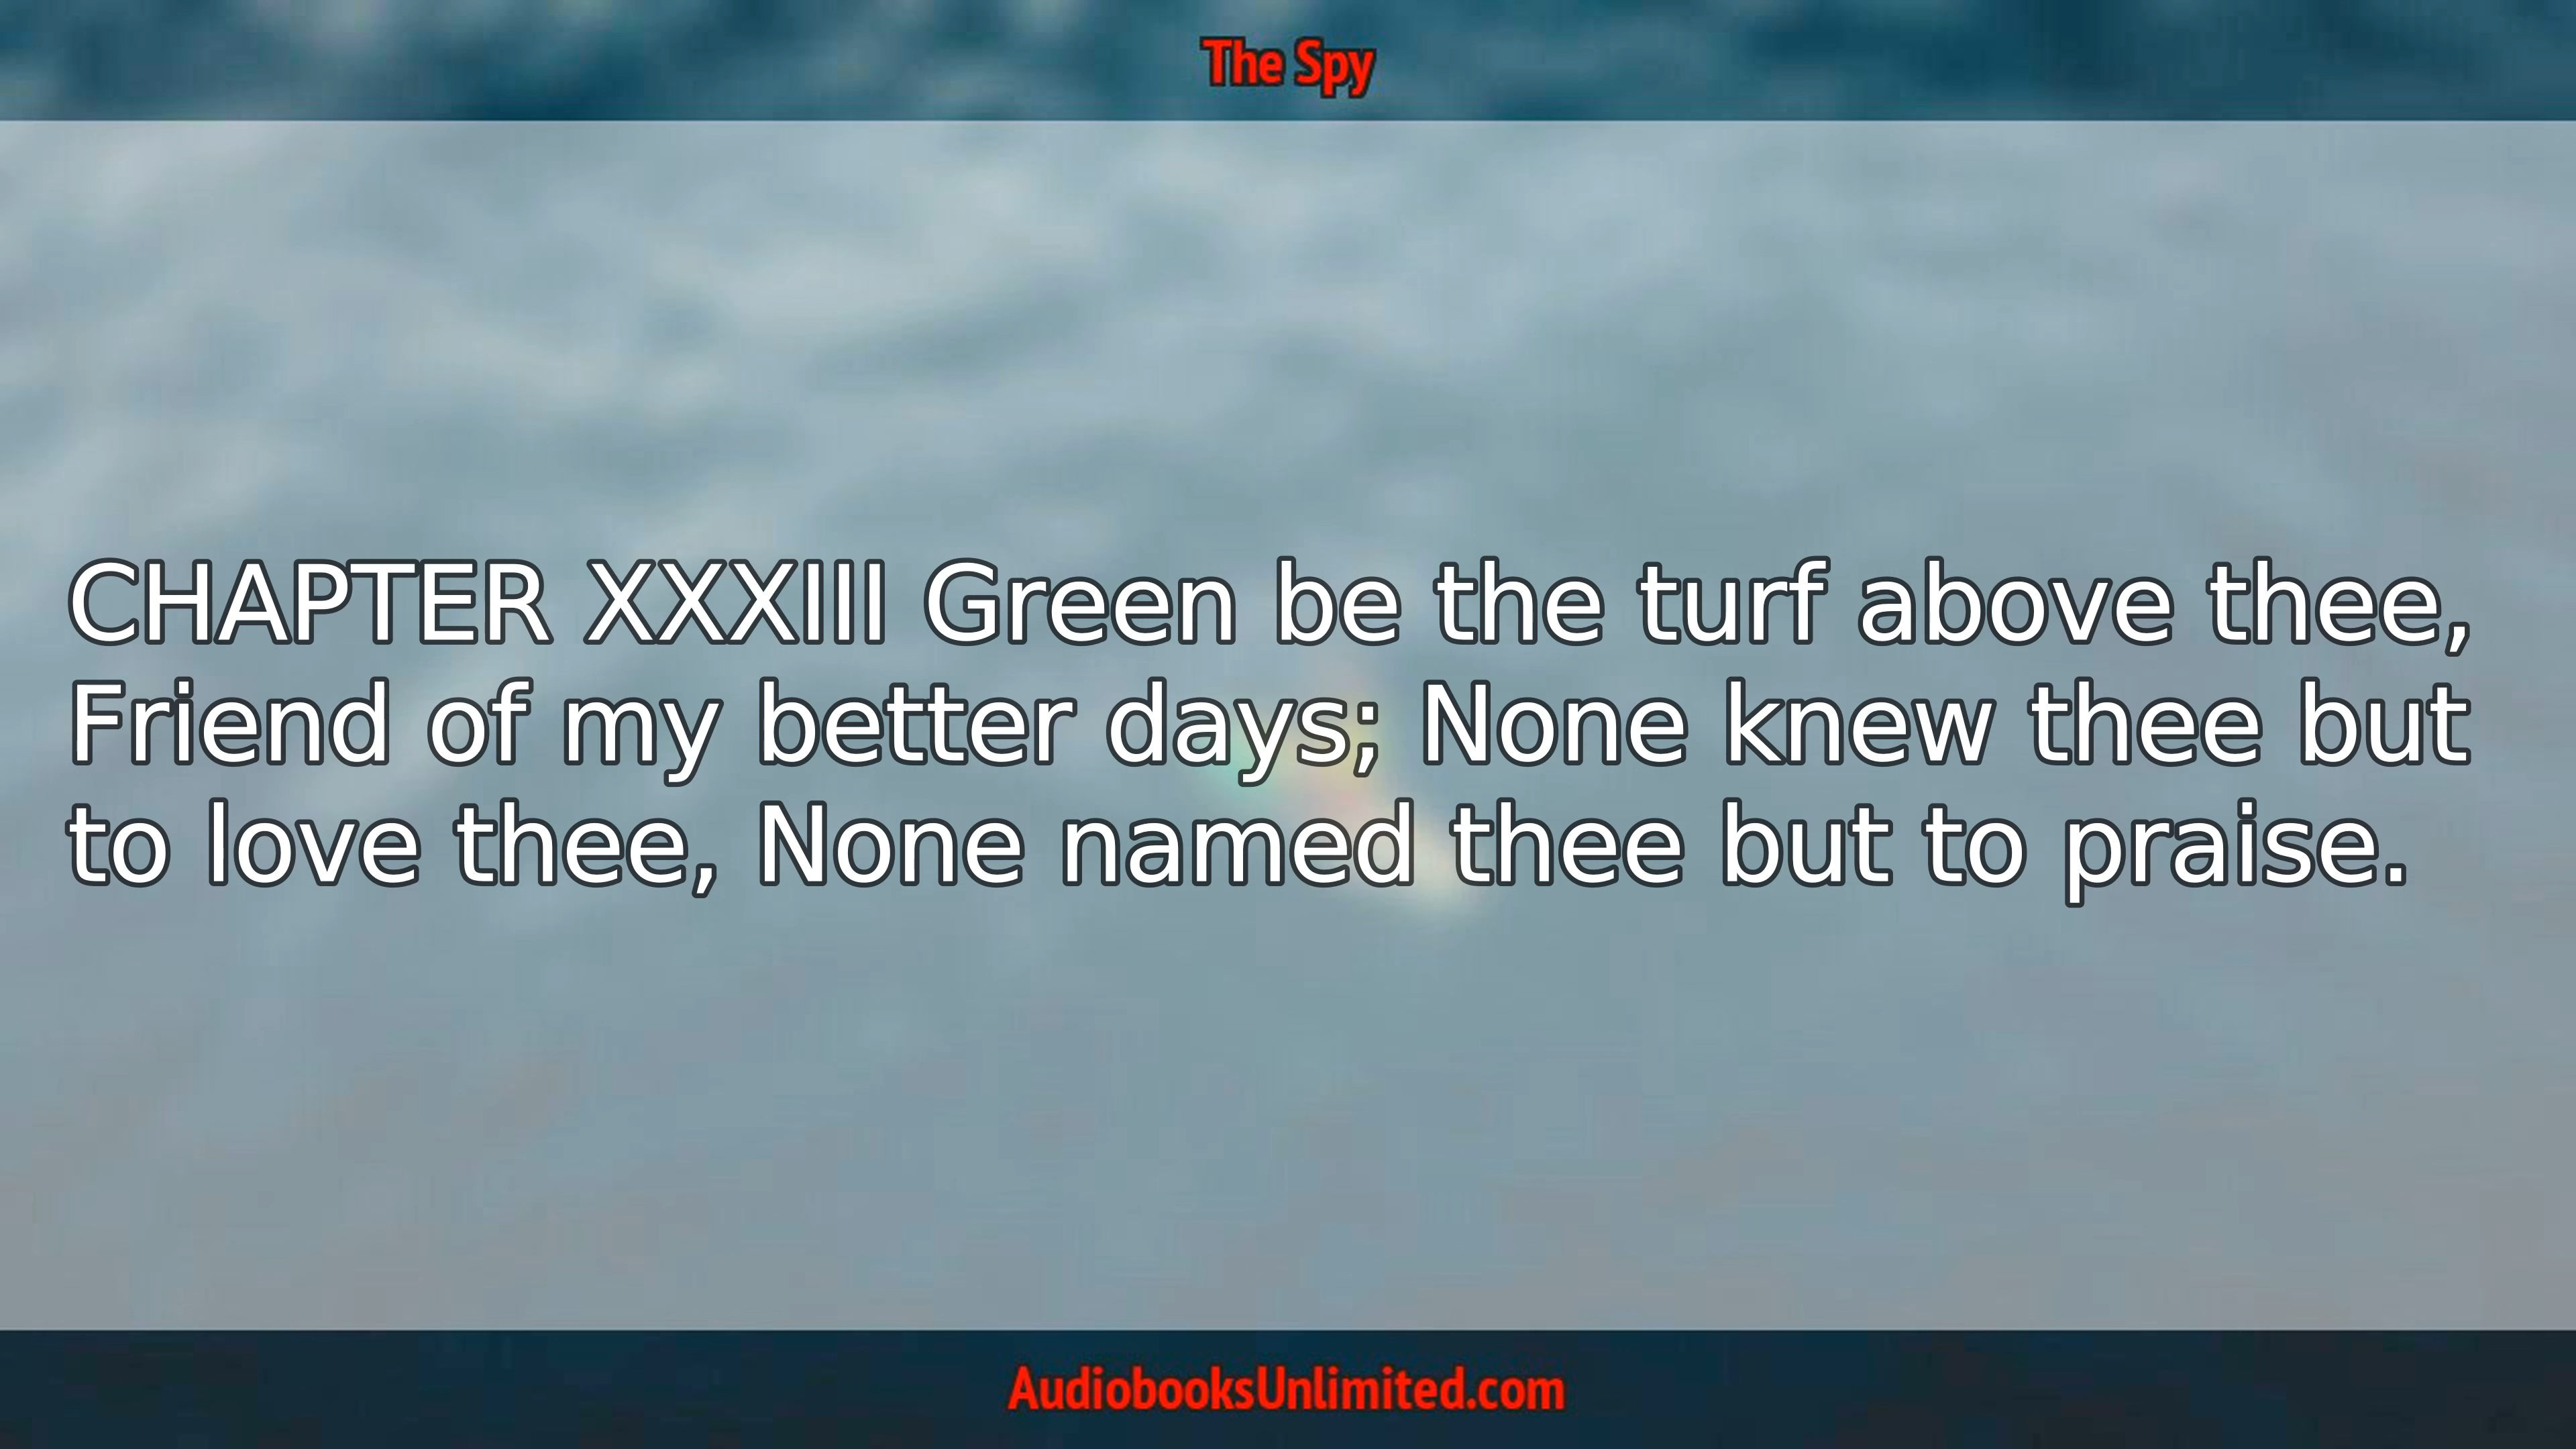 The Spy
CHAPTER XXXIII Green be the turf above thee,
Friend of my better days; None knew thee but
to love thee, None named thee but to praise.
AudiobooksUnlimited.com